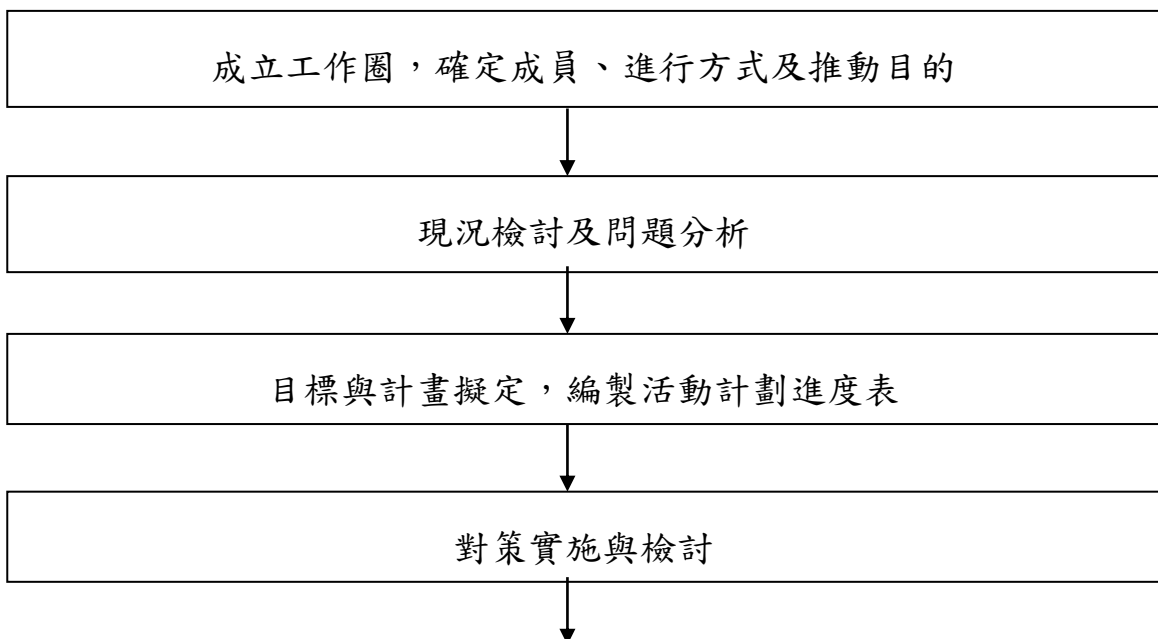 成立工作圈，確定成員、進行方式及推動目的
現況檢討及問題分析
目標與計畫擬定，編製活動計劃進度表
對策實施與檢討